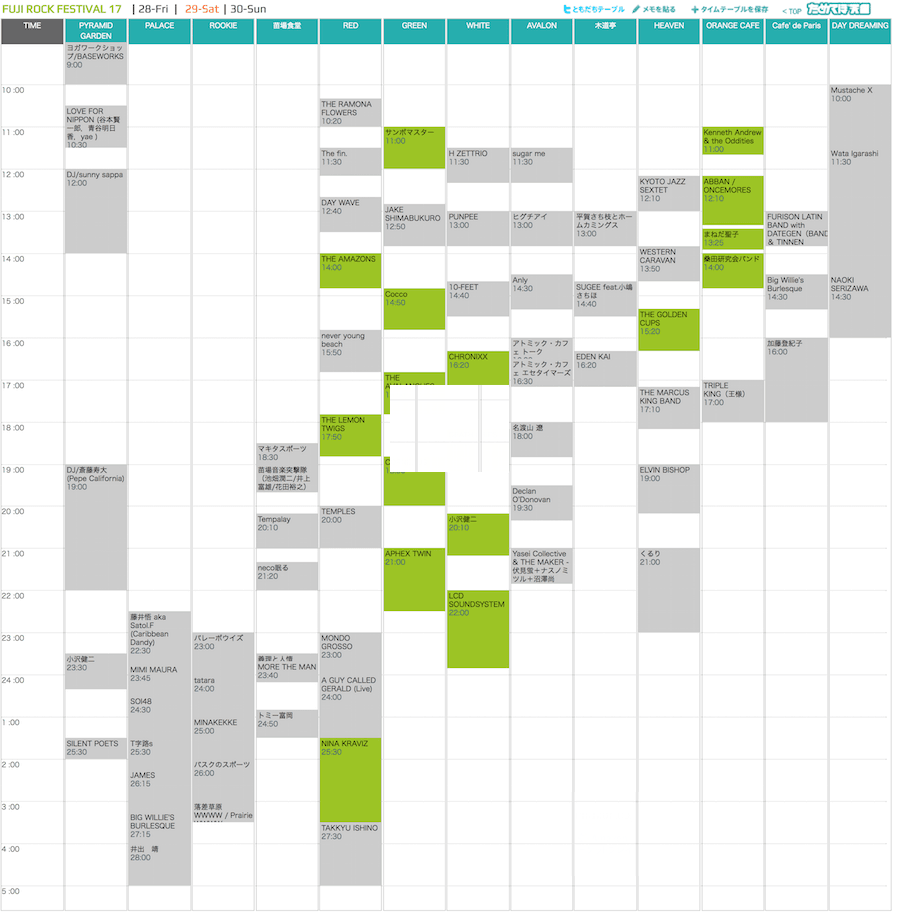 FUJI ROCK FESTIVAL 17 | 28-Fri | 29-Sat | 30-Sun
ともだちテーブル
メモを貼る
タイムテーブルを保存
< TOP
TIME
PYRAMID
GARDEN
PALACE
ROOKIE
苗場食堂
RED
GREEN
WHITE
AVALON
木道亭
HEAVEN
ORANGE CAFE
Cafe' de Paris
DAY DREAMING
10 :00
11 :00
12 :00
13 :00
14 :00
15 :00
16 :00
17 :00
18 :00
19 :00
20 :00
21 :00
22 :00
23 :00
24 :00
1 :00
2 :00
3 :00
4 :00
5 :00
ヨガワークショッ
プ/BASEWORKS
9:00
LOVE FOR
NIPPON (谷本賢
一郎，青谷明日
香，yae )
10:30
DJ/sunny sappa
12:00
DJ/斎藤寿大
(Pepe California)
19:00
小沢健二
23:30
SILENT POETS
25:30
藤井悟 aka
Satol.F
(Caribbean
Dandy)
22:30
MIMI MAURA
23:45
SOI48
24:30
T字路s
25:30
JAMES
26:15
BIG WILLIE'S
BURLESQUE
27:15
井出　靖
28:00
バレーボウイズ
23:00
tatara
24:00
MINAKEKKE
25:00
バスクのスポーツ
26:00
落差草原
WWWW / Prairie
マキタスポーツ
18:30
苗場音楽突撃隊
（池畑潤二/井上
富雄/花田裕之）
Tempalay
20:10
neco眠る
21:20
義理と人情
MORE THE MAN
23:40
トミー富岡
24:50
THE RAMONA
FLOWERS
10:20
The fin.
11:30
DAY WAVE
12:40
THE AMAZONS
14:00
never young
beach
15:50
THE LEMON
TWIGS
17:50
TEMPLES
20:00
MONDO
GROSSO
23:00
A GUY CALLED
GERALD (Live)
24:00
NINA KRAVIZ
25:30
TAKKYU ISHINO
27:30
サンボマスター
11:00
JAKE
SHIMABUKURO
12:50
Cocco
14:50
THE
APHEX TWIN
21:00
H ZETTRIO
11:30
PUNPEE
13:00
10-FEET
14:40
CHRONIXX
16:20
小沢健二
20:10
LCD
SOUNDSYSTEM
22:00
sugar me
11:30
ヒグチアイ
13:00
Anly
14:30
アトミック・カフ
ェ トーク
アトミック・カフ
ェ エセタイマーズ
16:30
名渡山 遼
18:00
Declan
O'Donovan
19:30
Yasei Collective
& THE MAKER -
伏見蛍＋ナスノミ
ツル＋沼澤尚
平賀さち枝とホー
ムカミングス
13:00
SUGEE feat.小嶋
さちほ
14:40
EDEN KAI
16:20
KYOTO JAZZ
SEXTET
12:10
WESTERN
CARAVAN
13:50
THE GOLDEN
CUPS
15:20
THE MARCUS
KING BAND
17:10
ELVIN BISHOP
19:00
くるり
21:00
Kenneth Andrew
& the Oddities
11:00
ABBAN /
ONCEMORES
12:10
まねだ聖子
13:25
桑田研究会バンド
14:00
TRIPLE
KING（王様）
17:00
FURISON LATIN
BAND with
DATEGEN (BAND
& TINNEN
Big Willie's
Burlesque
14:30
加藤登紀子
16:00
Mustache X
10:00
Wata Igarashi
11:30
NAOKI
SERIZAWA
14:30